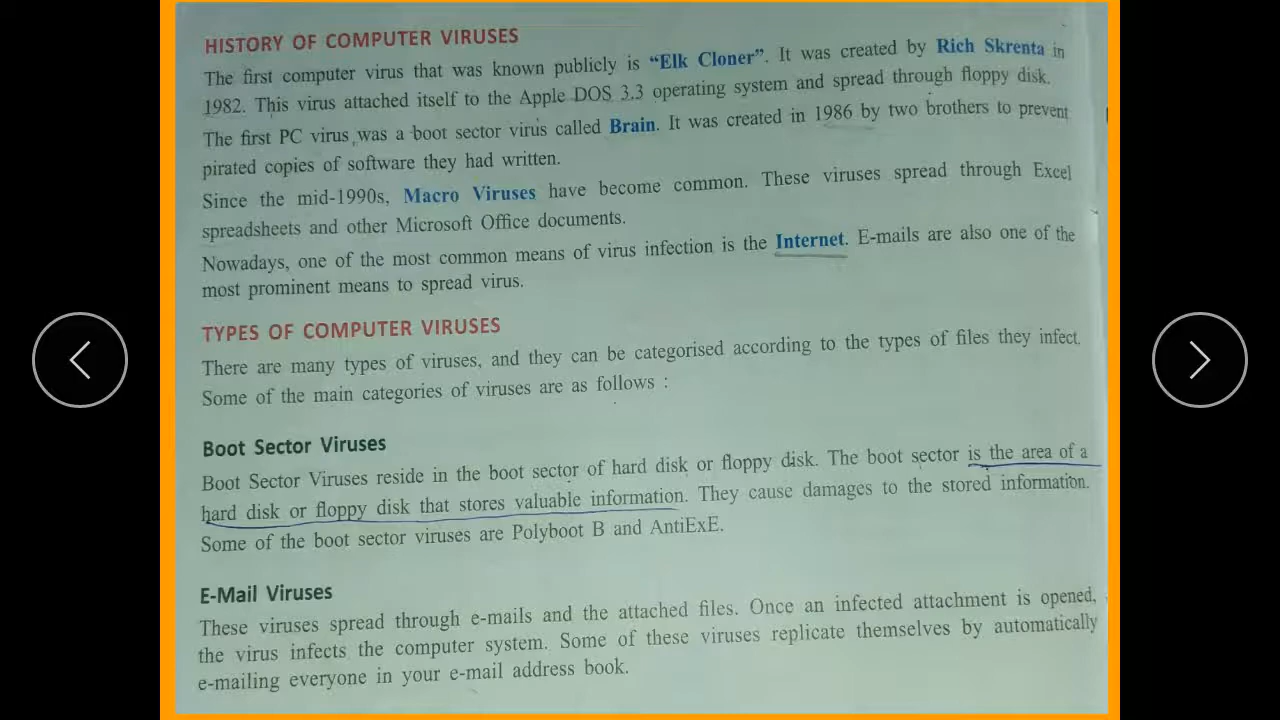 HISTORY OF COMPUTER VIRUSES
The first computer virus that was known publicly is “Elk Cloner”. It was created by Rich Skrenta in
1982. This virus attached itself to the Apple DOS 3.3 operating system and spread through floppy disk.
The first PC virus was a boot sector virus called Brain. It was created in 1986 by two brothers to prevent
pirated copies of software they had written.
Since the mid-1990s, Macro Viruses have become common. These viruses spread through Excel
spreadsheets and other Microsoft Office documents.
Nowadays, one of the most common means of virus infection is the Internet. E-mails are also one of the
most prominent means to spread virus.
TYPES OF COMPUTER VIRUSES
There are many types of viruses, and they can be categorised according to the types of files they infect.
Some of the main categories of viruses are as follows :
Boot Sector Viruses
Boot Sector Viruses reside in the boot sector of hard disk or floppy disk. The boot sector is the area of a
hard disk or floppy disk that stores valuable information. They cause damages to the stored information.
Some of the boot sector viruses are Polyboot B and AntiExE.
E-Mail Viruses
These viruses spread through e-mails and the attached files. Once an infected attachment is opened,
the virus infects the computer system. Some of these viruses replicate themselves by automatically
e-mailing everyone in your e-mail address book.